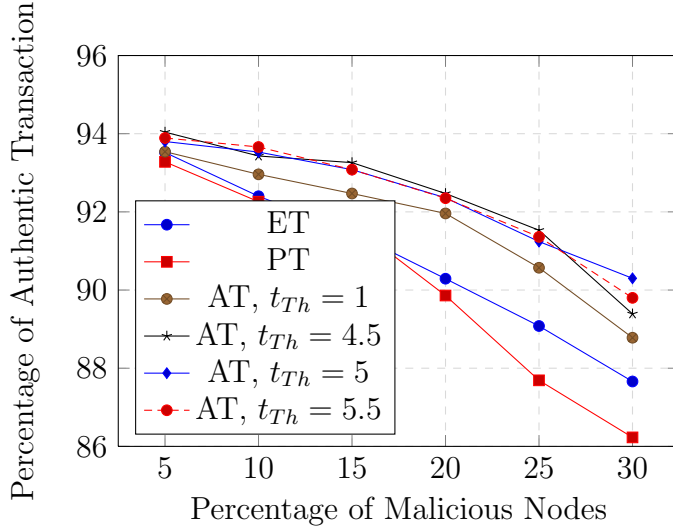 Percentage of Authentic Transaction
96
94
92
90
88
86
ET
PT
AT, t_{Th} = 1
AT, t_{Th} = 4.5
AT, t_{Th} = 5
AT, t_{Th} = 5.5
5 10 15 20 25 30
Percentage of Malicious Nodes